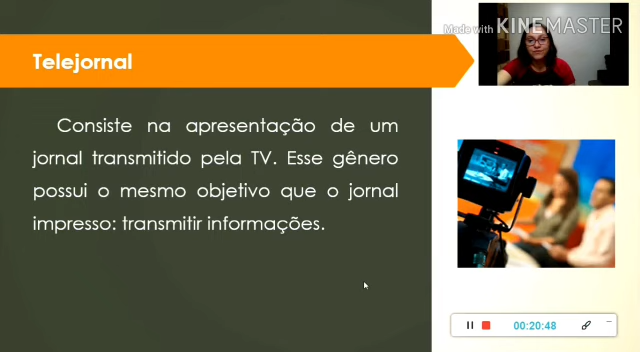 Made with KINEMASTER
Telejornal
Consiste na apresentação de um
jornal transmitido pela TV. Esse gênero
possui o mesmo objetivo que o jornal
impresso: transmitir informações.
00:20:48